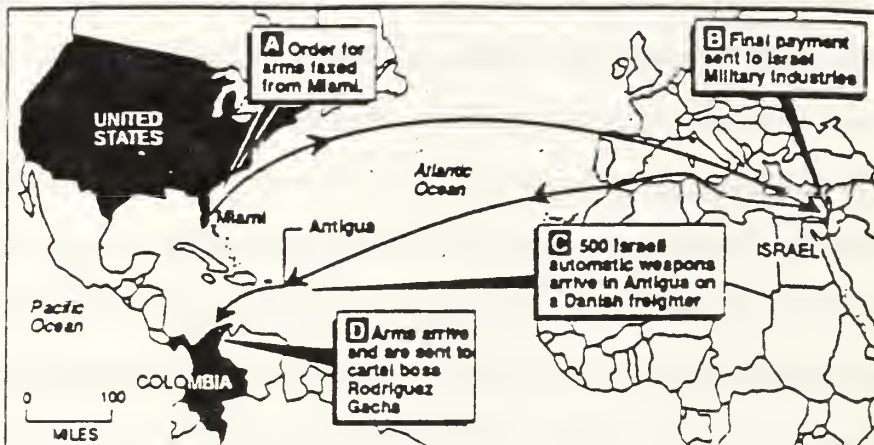 A Order for
arms faxed
from Miami.
B Final payment
sent to Israel
Military Industries
UNITED
STATES
Atlantic
Ocean
Miami
Antigua
C 500 Israeli
automatic weapons
arrive in Antigua on
a Danish freighter
ISRAEL
Pacific
Ocean
D Arms arrive
and are sent to
cartel boss
Rodriguez
Gacha
COLOMBIA
0 100
MILES